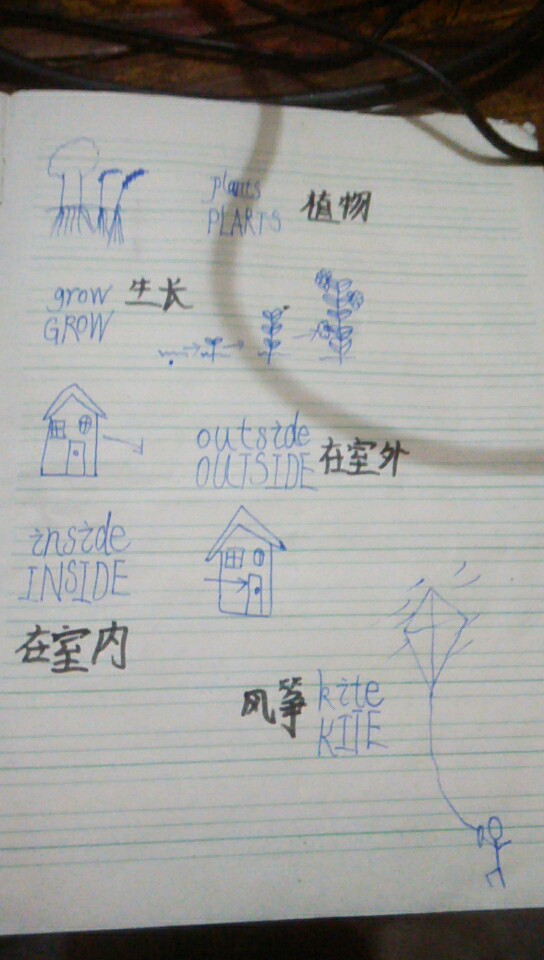 plants
PLARTS 植物
grow 生长
GROW
outside
OUTSIDE 在室外
inside
INSIDE
在室内
风筝 kite
KITE